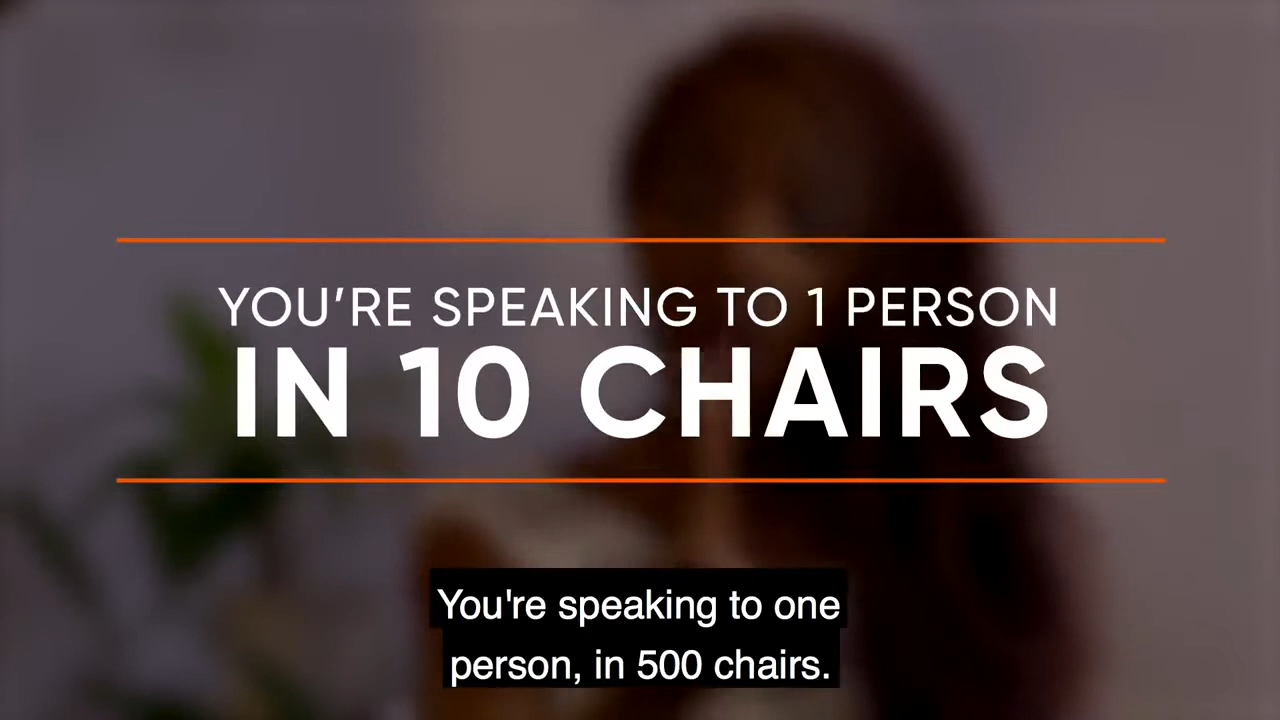 YOU’RE SPEAKING TO 1 PERSON
IN 10 CHAIRS
You're speaking to one
person, in 500 chairs.